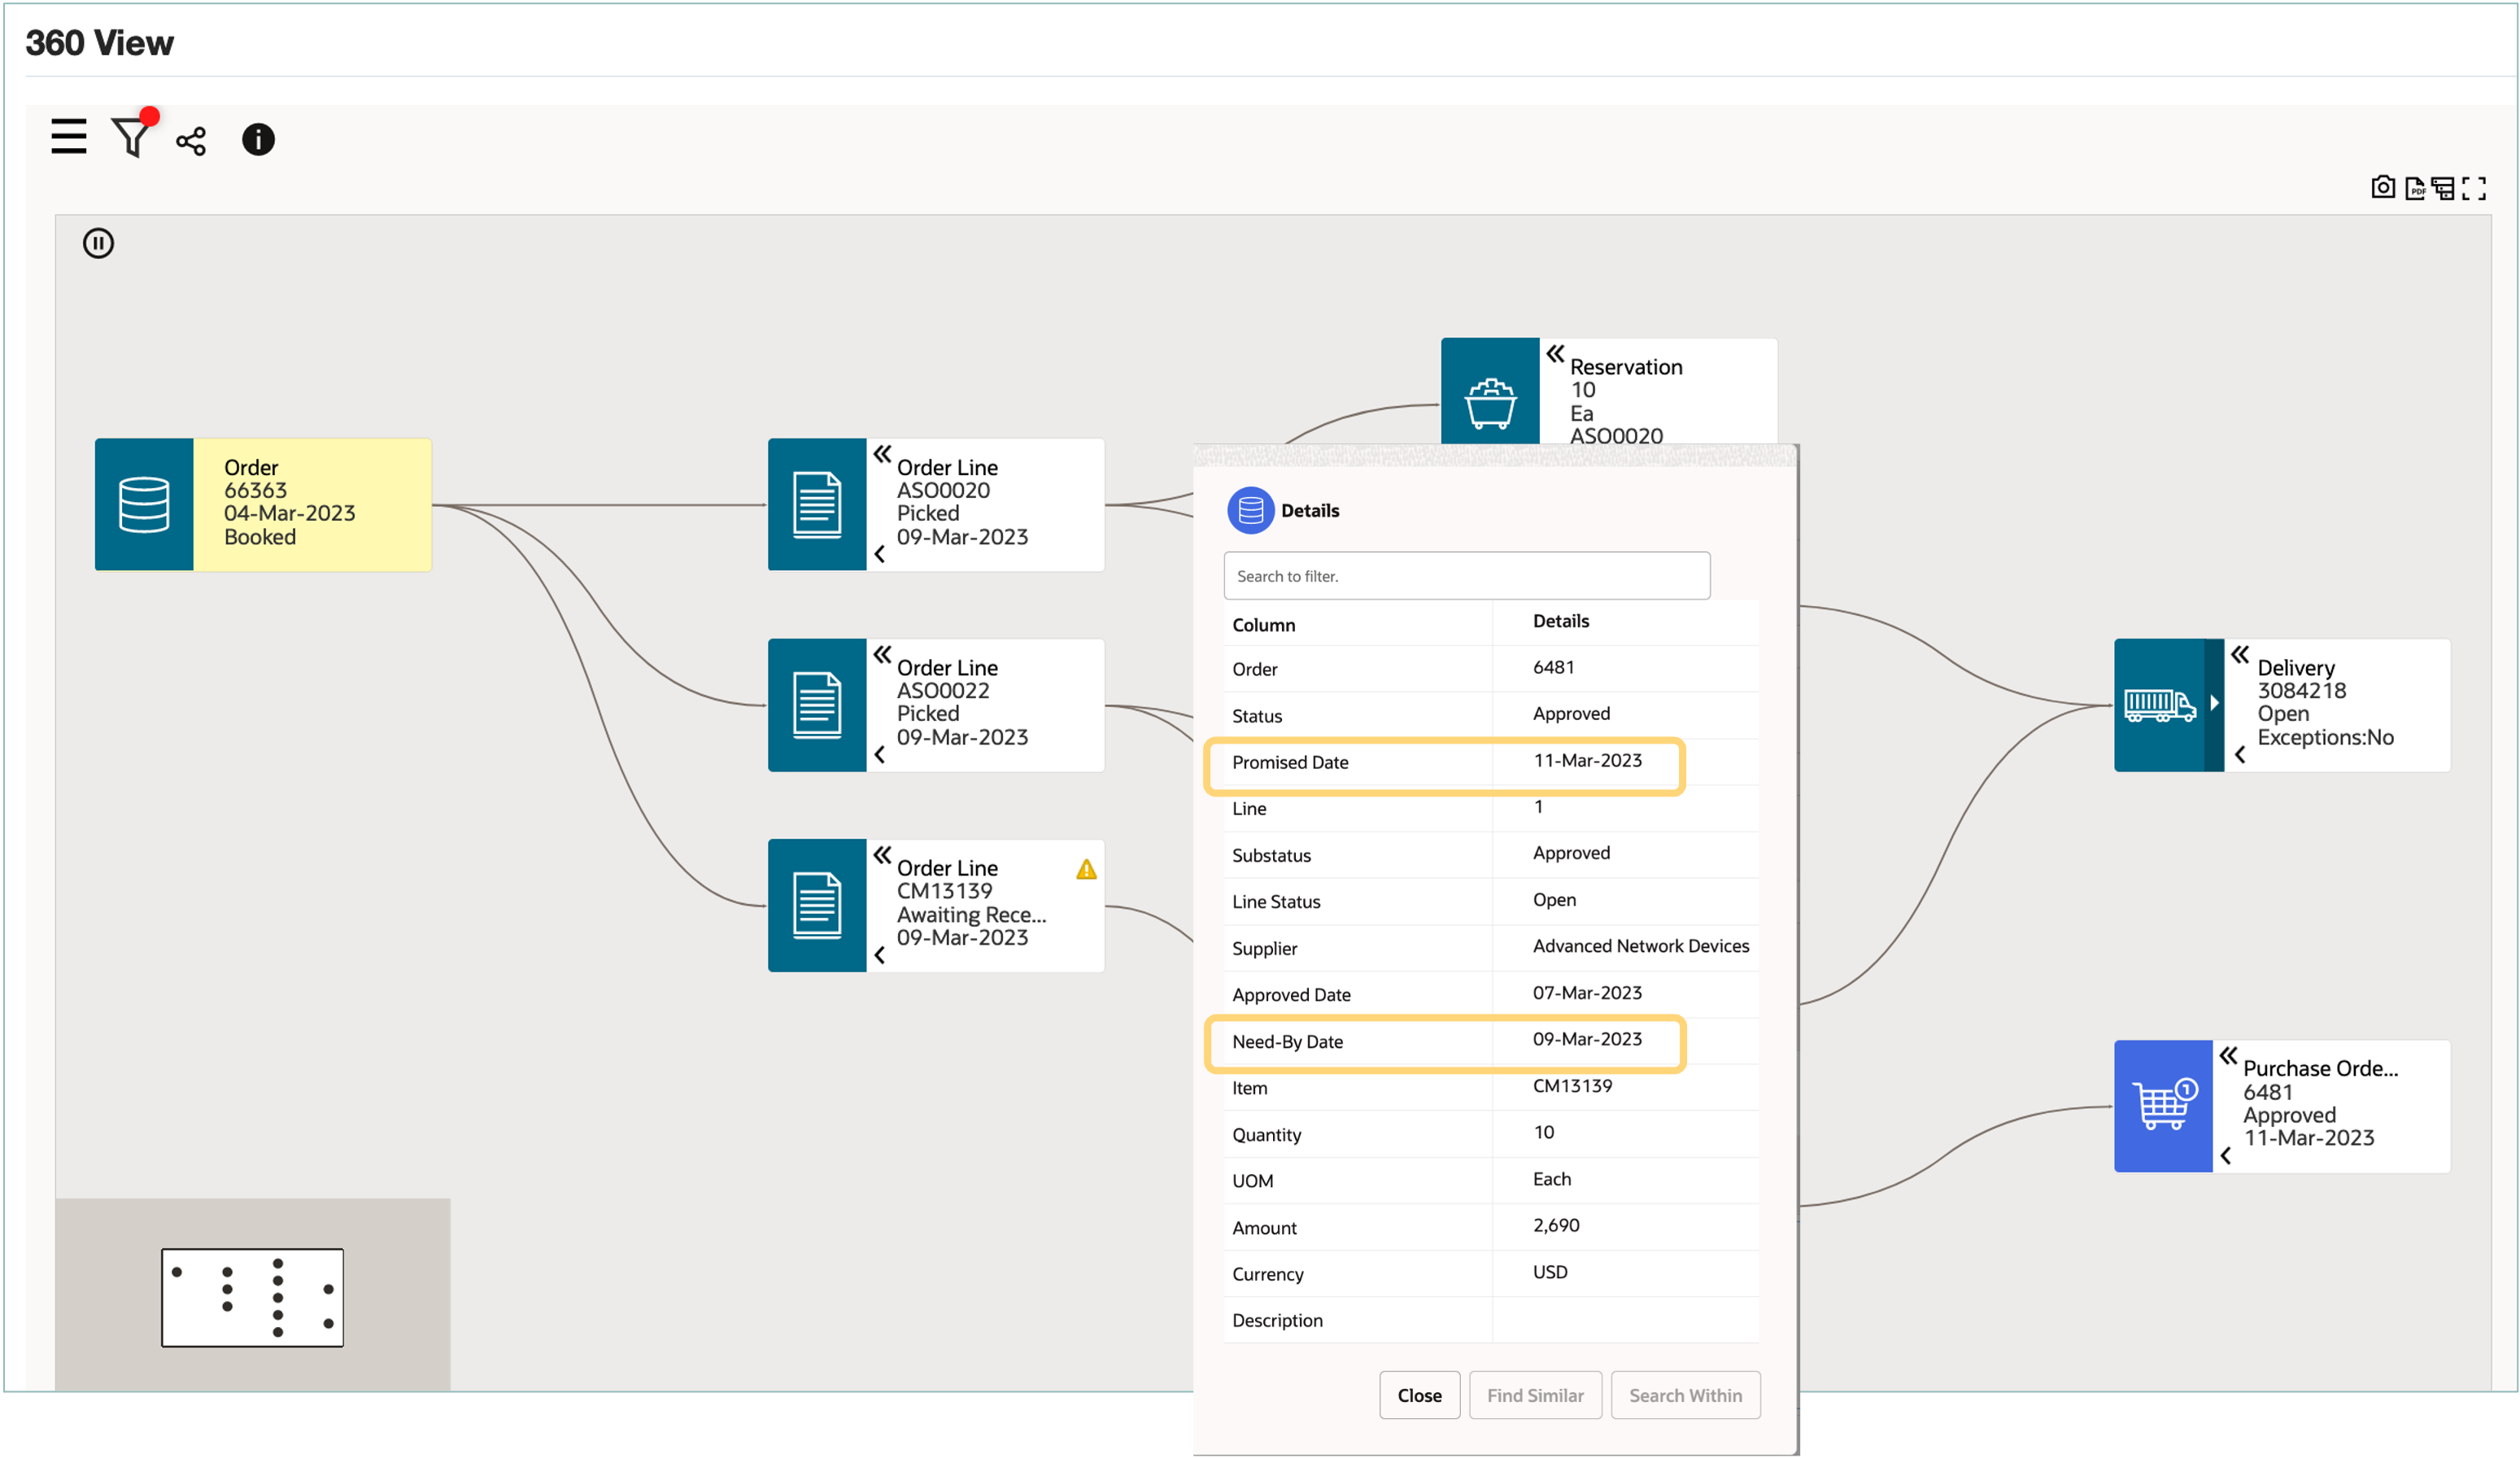 360 View
PDF
Order
66363
04-Mar-2023
Booked
Order Line
ASO0020
Picked
09-Mar-2023
Order Line
ASO0022
Picked
09-Mar-2023
Order Line
CM13139
Awaiting Rece...
09-Mar-2023
Reservation
10
Ea
ASO0020
Details
Search to filter.
Column Details
Order 6481
Status Approved
Promised Date 11-Mar-2023
Line 1
Substatus Approved
Line Status Open
Supplier Advanced Network Devices
Approved Date 07-Mar-2023
Need-By Date 09-Mar-2023
Item CM13139
Quantity 10
UOM Each
Amount 2,690
Currency USD
Description
Close Find Similar Search Within
Delivery
3084218
Open
Exceptions:No
1
Purchase Orde...
6481
Approved
11-Mar-2023